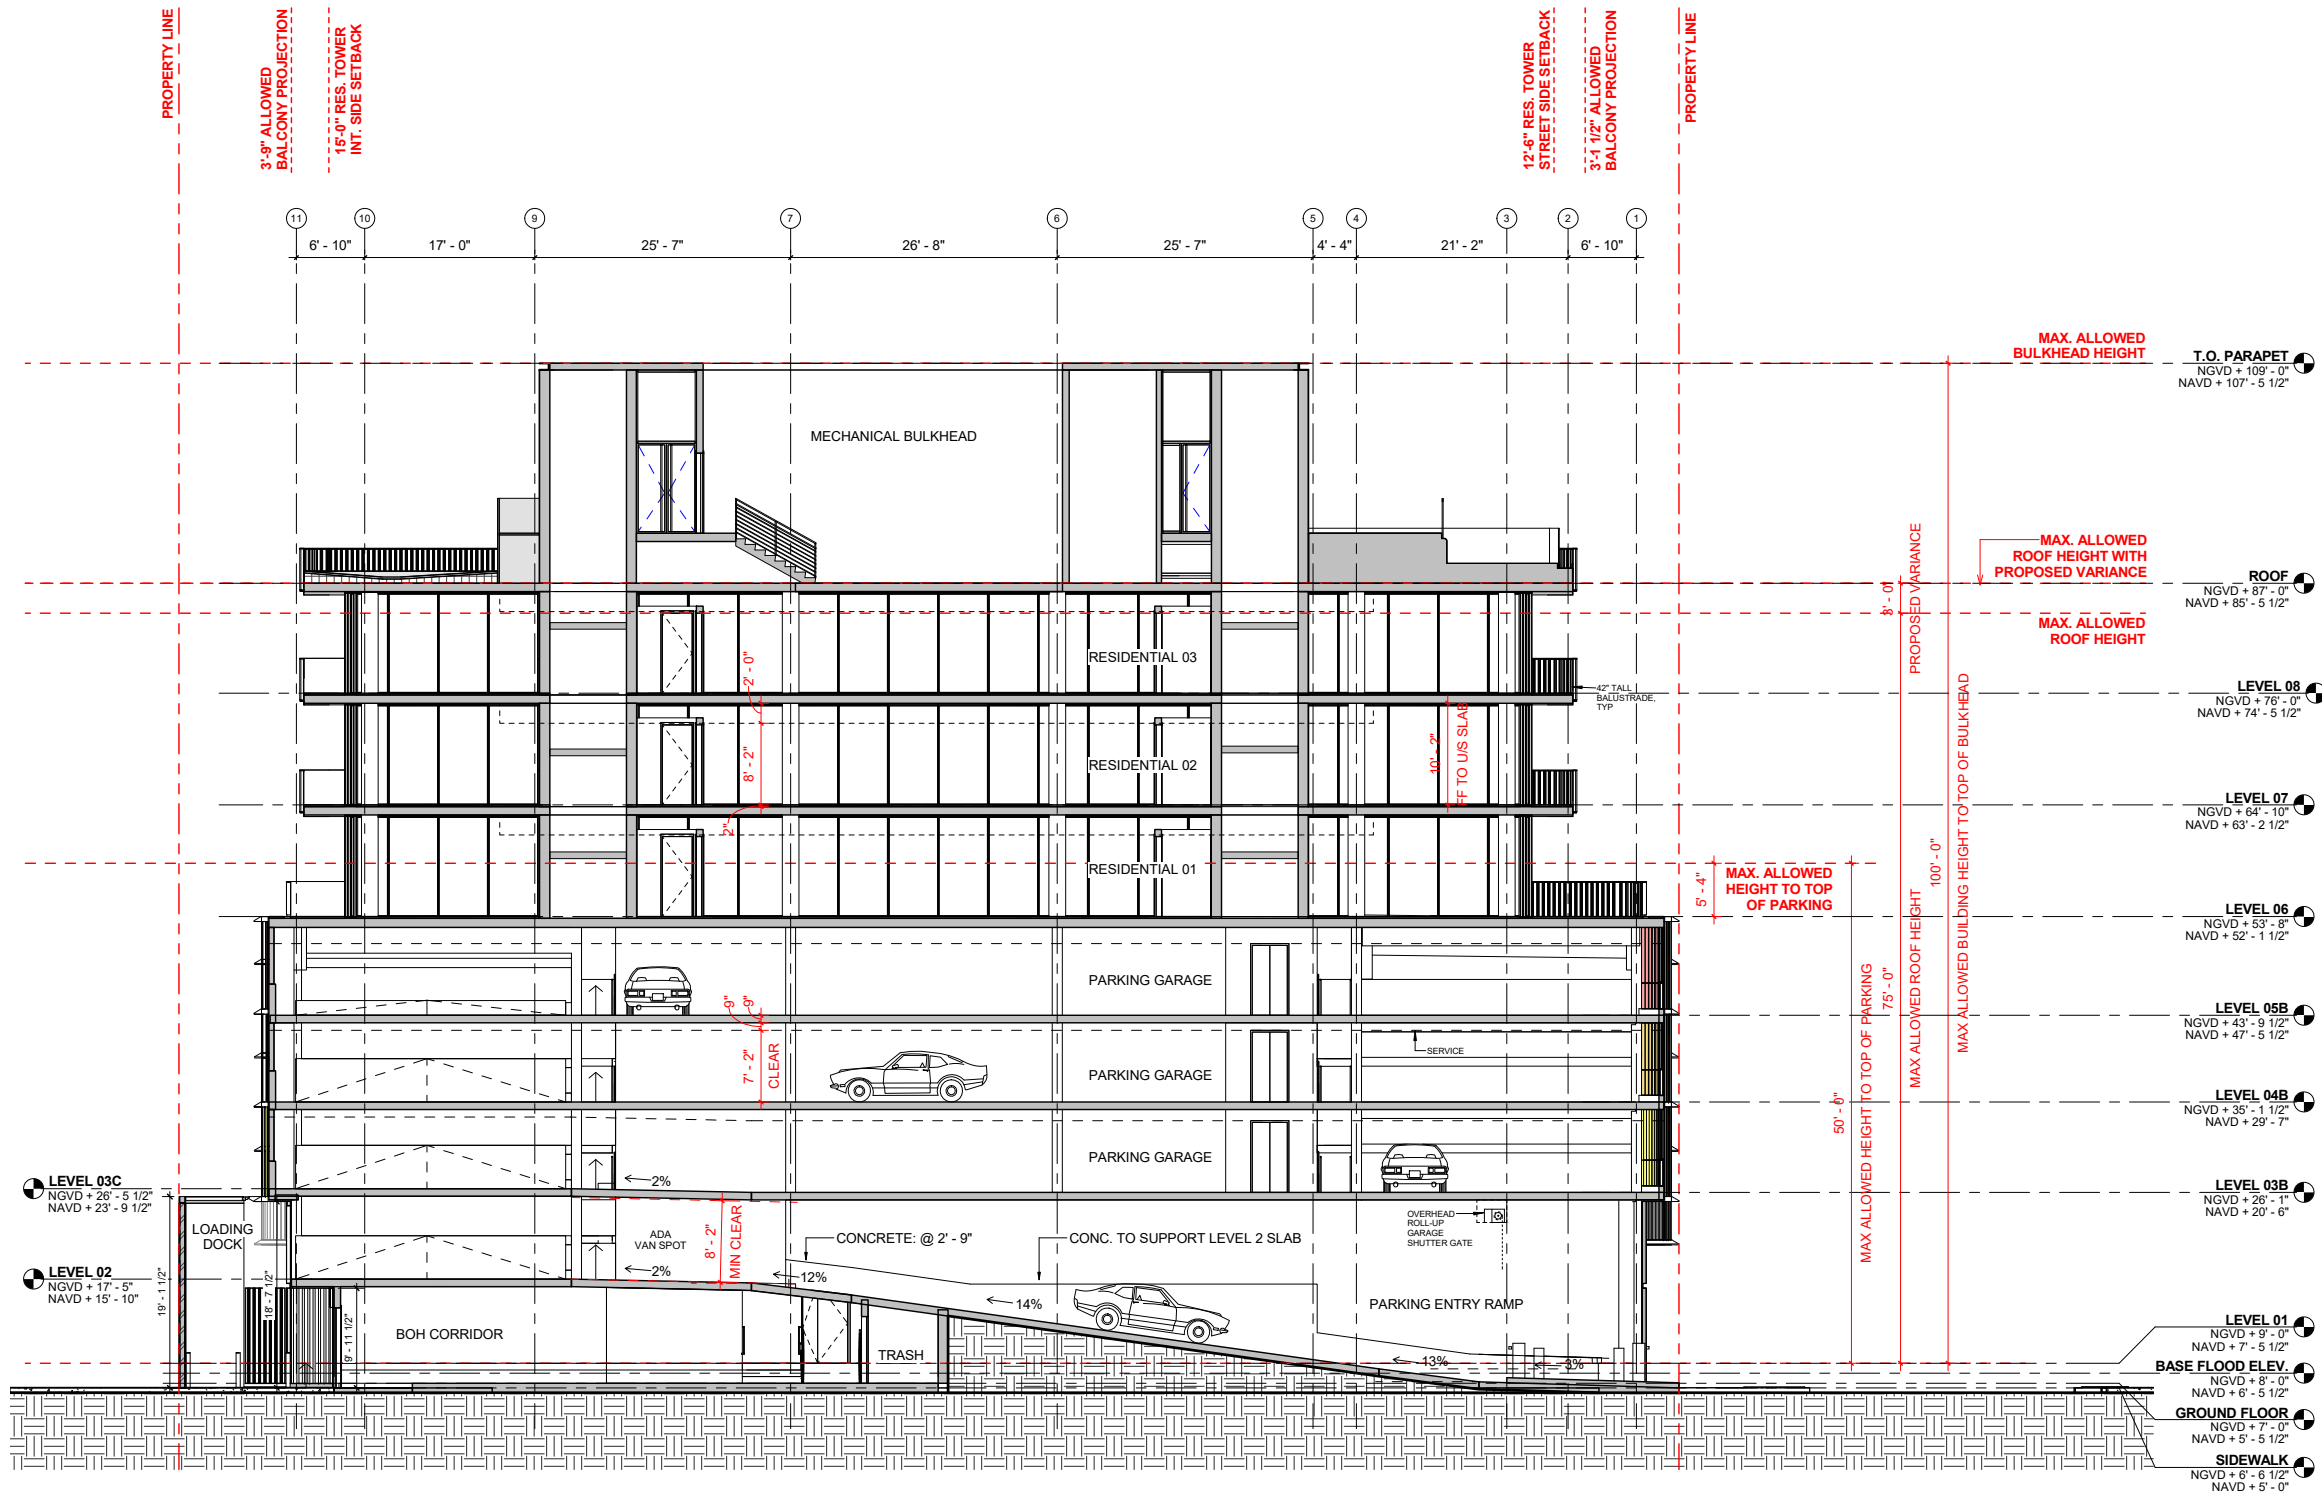 PROPERTY LINE
3'-9" ALLOWED
BALCONY PROJECTION
15'-0" RES. TOWER
INT. SIDE SETBACK
12'-6" RES. TOWER
STREET SIDE SETBACK
3'-1 1/2" ALLOWED
BALCONY PROJECTION
PROPERTY LINE
11 10 9 7 6 5 4 3 2 1
6' - 10" 17' - 0" 25' - 7" 26' - 8" 25' - 7" 4' - 4" 21' - 2" 6' - 10"
MAX. ALLOWED
BULKHEAD HEIGHT
T.O. PARAPET
NGVD + 109' - 0"
NAVD + 107' - 5 1/2"
MECHANICAL BULKHEAD
MAX. ALLOWED
ROOF HEIGHT WITH
PROPOSED VARIANCE
ROOF
NGVD + 87' - 0"
NAVD + 85' - 5 1/2"
3' - 0"
PROPOSED VARIANCE
MAX. ALLOWED
ROOF HEIGHT
RESIDENTIAL 03
2' - 0"
42" TALL
BALUSTRADE,
TYP
LEVEL 08
NGVD + 76' - 0"
NAVD + 74' - 5 1/2"
RESIDENTIAL 02
8' - 2"
10' - 2"
FF TO U/S SLAB
2"
LEVEL 07
NGVD + 64' - 10"
NAVD + 63' - 2 1/2"
RESIDENTIAL 01
5' - 4"
MAX. ALLOWED
HEIGHT TO TOP
OF PARKING
100' - 0"
MAX ALLOWED BUILDING HEIGHT TO TOP OF BULKHEAD
75' - 0"
MAX ALLOWED ROOF HEIGHT
50' - 0"
MAX ALLOWED HEIGHT TO TOP OF PARKING
LEVEL 06
NGVD + 53' - 8"
NAVD + 52' - 1 1/2"
PARKING GARAGE
9"
9"
LEVEL 05B
NGVD + 43' - 9 1/2"
NAVD + 47' - 5 1/2"
SERVICE
7' - 2"
CLEAR
PARKING GARAGE
LEVEL 04B
NGVD + 35' - 1 1/2"
NAVD + 29' - 7"
PARKING GARAGE
2%
LEVEL 03C
NGVD + 26' - 5 1/2"
NAVD + 23' - 9 1/2"
LEVEL 03B
NGVD + 26' - 1"
NAVD + 20' - 6"
LOADING
DOCK
ADA
VAN SPOT
8' - 2"
MIN CLEAR
CONCRETE: @ 2' - 9"
CONC. TO SUPPORT LEVEL 2 SLAB
OVERHEAD
ROLL-UP
GARAGE
SHUTTER GATE
LEVEL 02
NGVD + 17' - 5"
NAVD + 15' - 10"
2%
12%
14%
PARKING ENTRY RAMP
19' - 1 1/2"
18' - 7 1/2"
9' - 11 1/2"
BOH CORRIDOR
TRASH
13%
3%
LEVEL 01
NGVD + 9' - 0"
NAVD + 7' - 5 1/2"
BASE FLOOD ELEV.
NGVD + 8' - 0"
NAVD + 6' - 5 1/2"
GROUND FLOOR
NGVD + 7' - 0"
NAVD + 5' - 5 1/2"
SIDEWALK
NGVD + 6' - 6 1/2"
NAVD + 5' - 0"